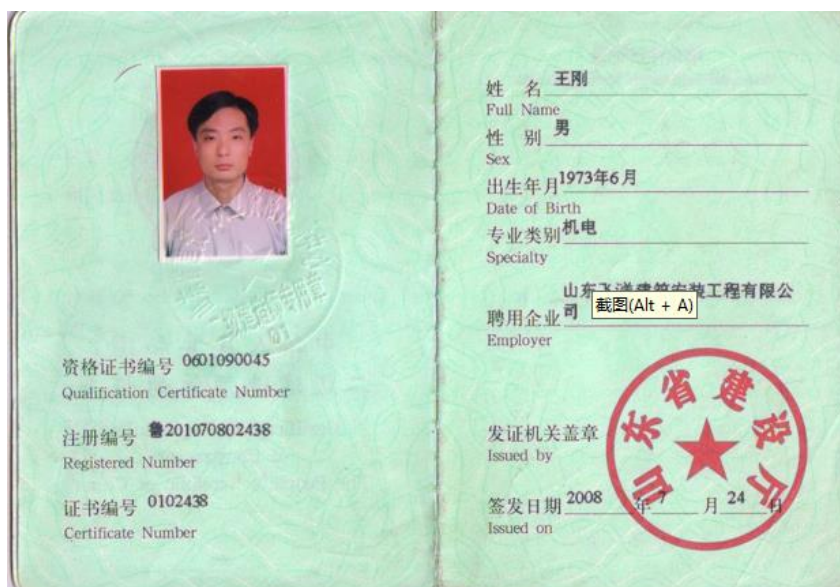 资格证书编号 0601090045
Qualification Certificate Number
注册编号 鲁201070802438
Registered Number
证书编号 0102438
Certificate Number
姓 名 王刚
Full Name
性 别 男
Sex
出生年月 1973年6月
Date of Birth
专业类别 机电
Specialty
山东飞洋建筑安装工程有限公
聘用企业 司
Employer
截图(Alt + A)
山东省建设厅
发证机关盖章
Issued by
签发日期 2008 年 7 月 24 日
Issued on